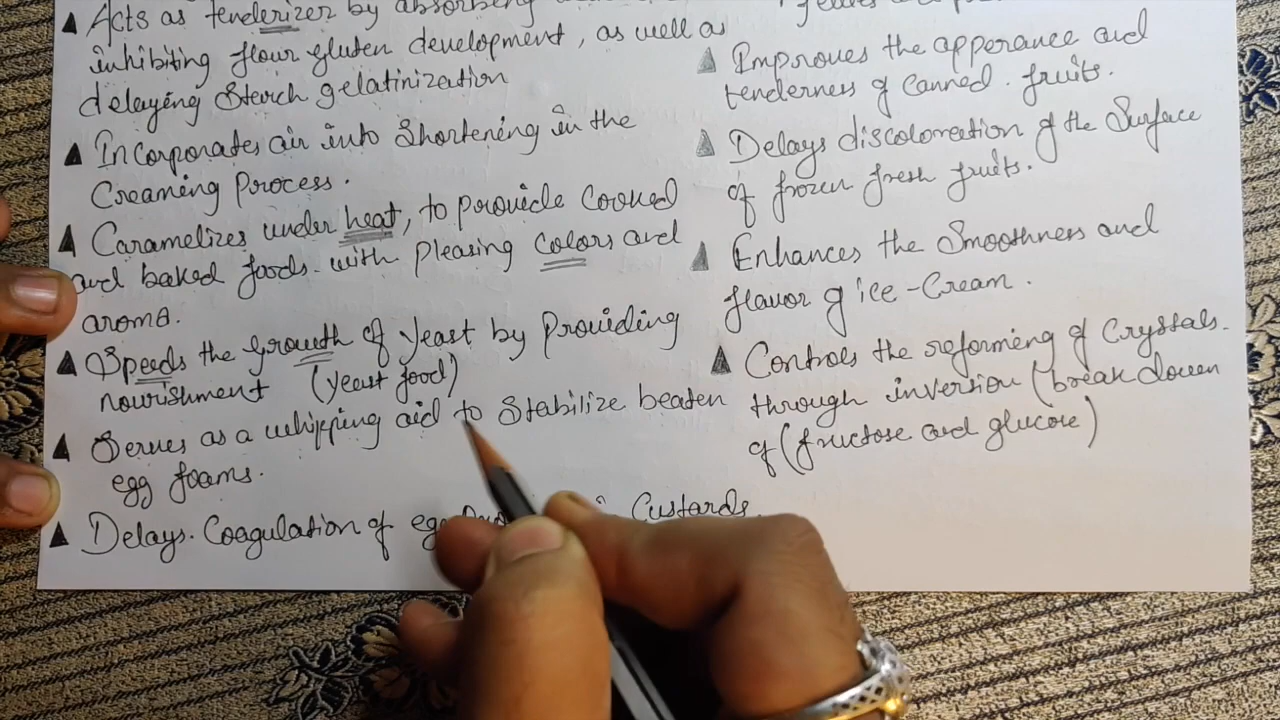 Acts as tenderizer by absorbing
inhibiting flour gluten development, as well as
delaying Starch gelatinization
Incorporates air into Shortening in the
Creaming Process.
Caramelizes under heat, to provide Cooked
and baked foods with pleasing Colors and
aroma.
Speeds the growth of yeast by Providing
nourishment (yeast food)
Serves as a whipping aid to Stabilize beaten
egg foams.
Delays. Coagulation of egg Custards.
Improves the apperance and
tenderness of Canned. fruits.
Delays discoloration of the Surface
of frozen fresh fruits.
Enhances the Smoothness and
flavor of ice-Cream.
Controls the reforming of Crystals.
through inversion (break down
of (fructose and glucose)